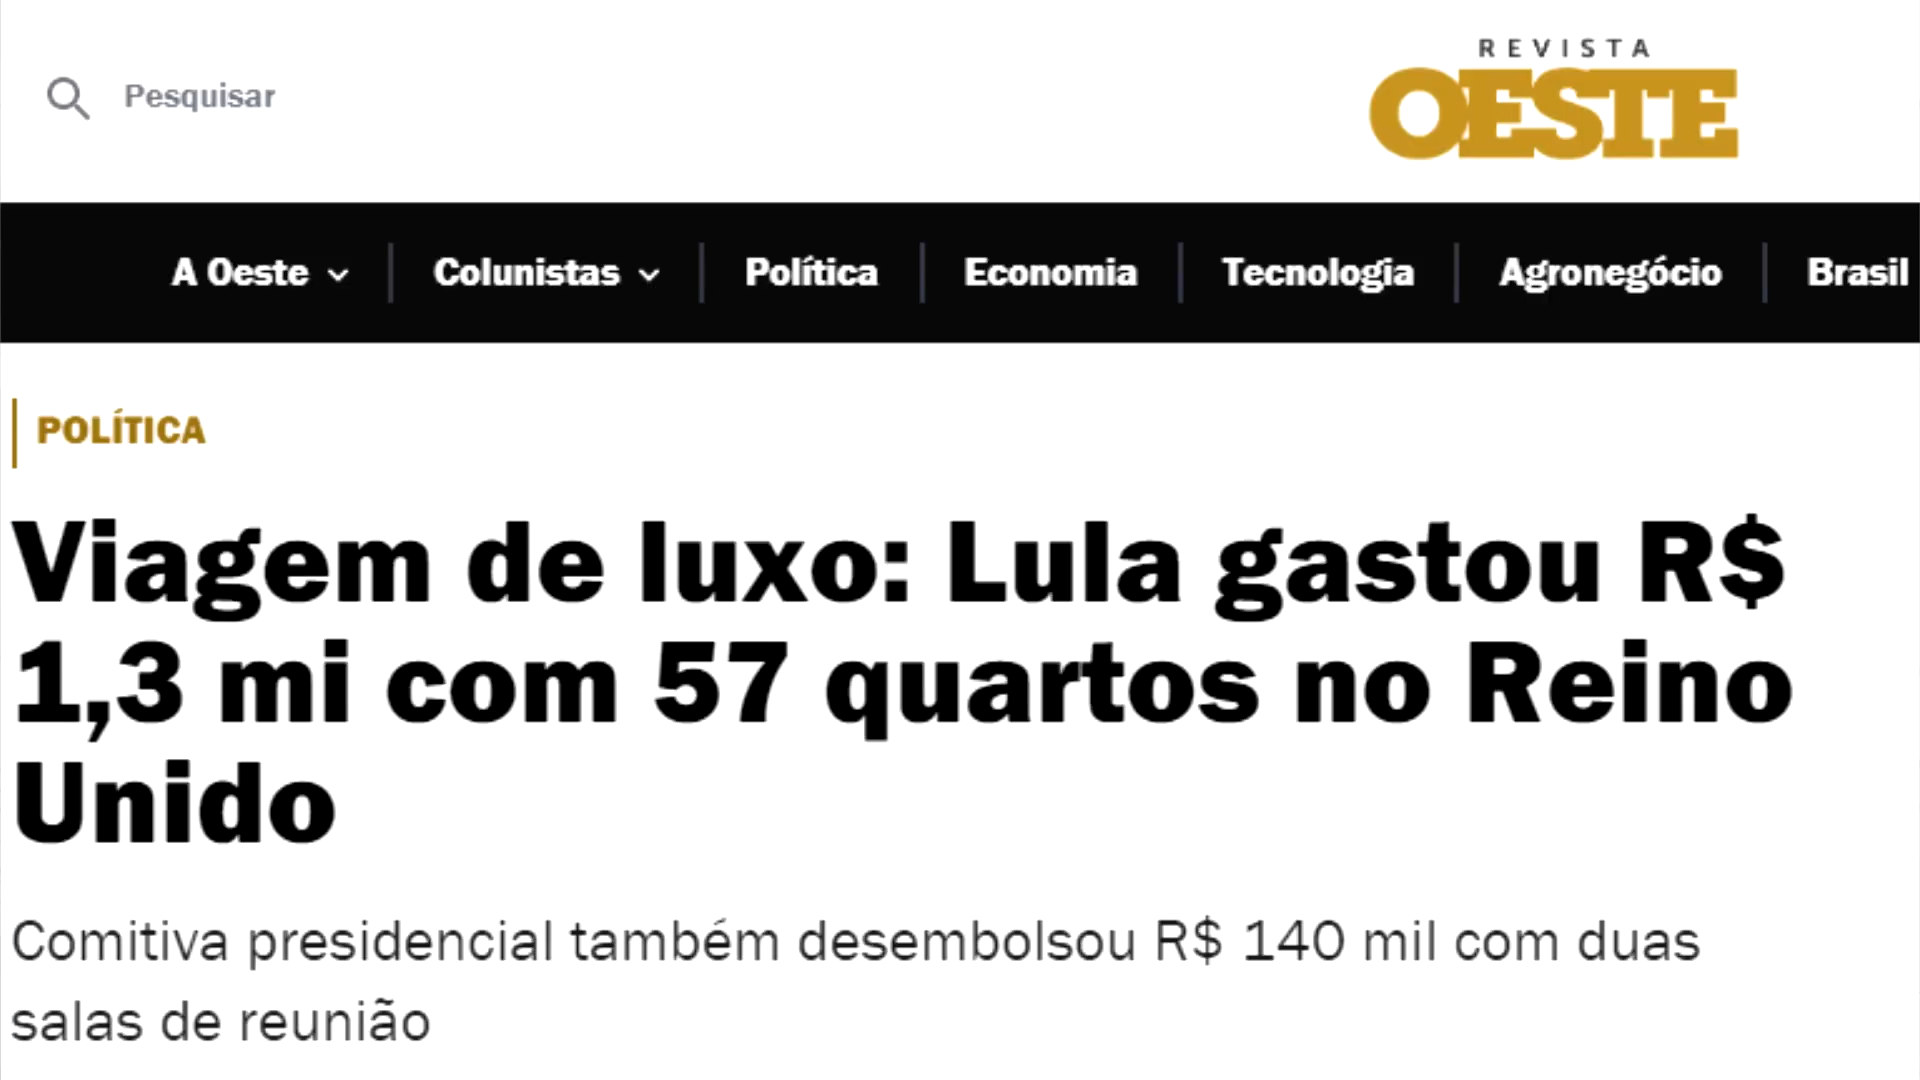 Pesquisar
REVISTA
OESTE
A Oeste
Colunistas
Política
Economia
Tecnologia
Agronegócio
Brasil
POLÍTICA
Viagem de luxo: Lula gastou R$
1,3 mi com 57 quartos no Reino
Unido
Comitiva presidencial também desembolsou R$ 140 mil com duas
salas de reunião